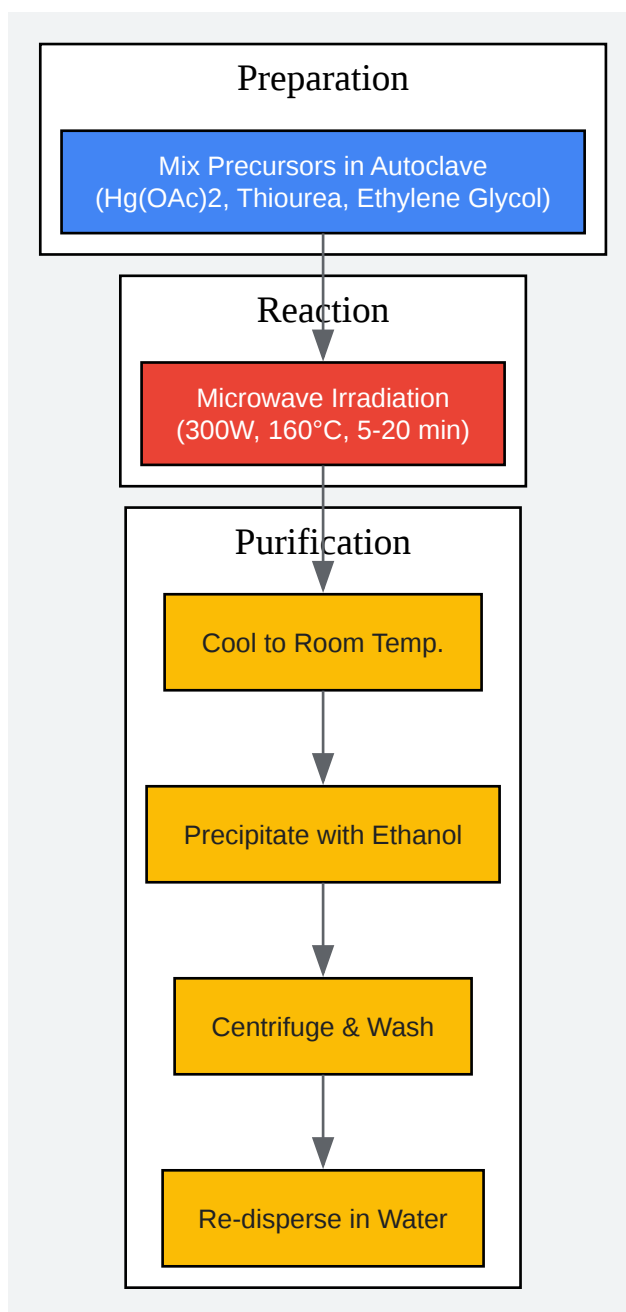 Preparation
Mix Precursors in Autoclave
(Hg(OAc)2, Thiourea, Ethylene Glycol)
Reaction
Microwave Irradiation
(300W, 160°C, 5-20 min)
Purification
Cool to Room Temp.
Precipitate with Ethanol
Centrifuge & Wash
Re-disperse in Water